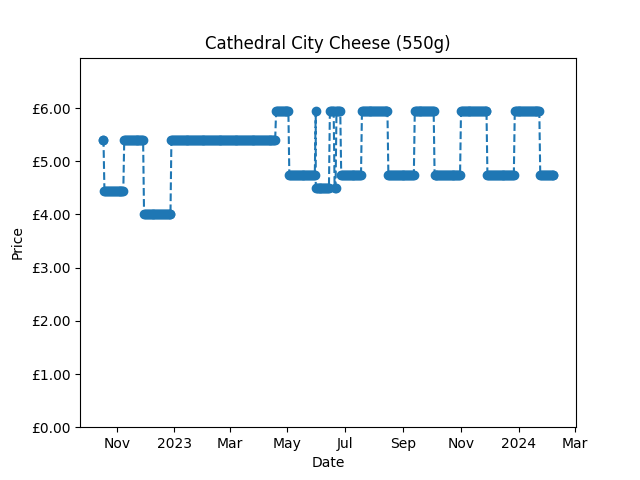 Cathedral City Cheese (550g)
£6.00
£5.00
£4.00
£3.00
£2.00
£1.00
£0.00
Price
Nov 2023 Mar May Jul Sep Nov 2024 Mar
Date